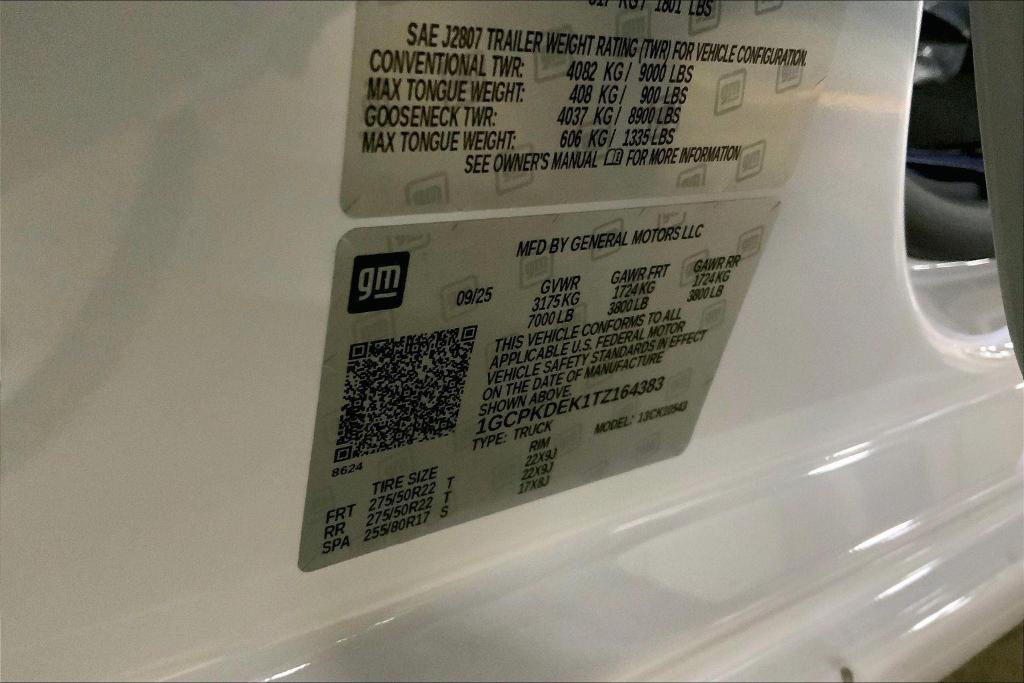 817 KG / 1801 LBS
SAE J2807 TRAILER WEIGHT RATING (TWR) FOR VEHICLE CONFIGURATION.
CONVENTIONAL TWR: 4082 KG / 9000 LBS
MAX TONGUE WEIGHT: 408 KG / 900 LBS
GOOSENECK TWR: 4037 KG / 8900 LBS
MAX TONGUE WEIGHT: 606 KG / 1335 LBS
SEE OWNER'S MANUAL FOR MORE INFORMATION
MFD BY GENERAL MOTORS LLC
gm
09/25 GVWR GAWR FRT GAWR RR
3175 KG 1724 KG 1724 KG
7000 LB 3800 LB 3800 LB
THIS VEHICLE CONFORMS TO ALL
APPLICABLE U.S. FEDERAL MOTOR
VEHICLE SAFETY STANDARDS IN EFFECT
ON THE DATE OF MANUFACTURE
SHOWN ABOVE.
1GCPKDEK1TZ164383
TYPE: TRUCK MODEL: 13CK10543
8624
TIRE SIZE RIM
FRT 275/50R22 T 22X9J
RR 275/50R22 T 22X9J
SPA 255/80R17 S 17X8J